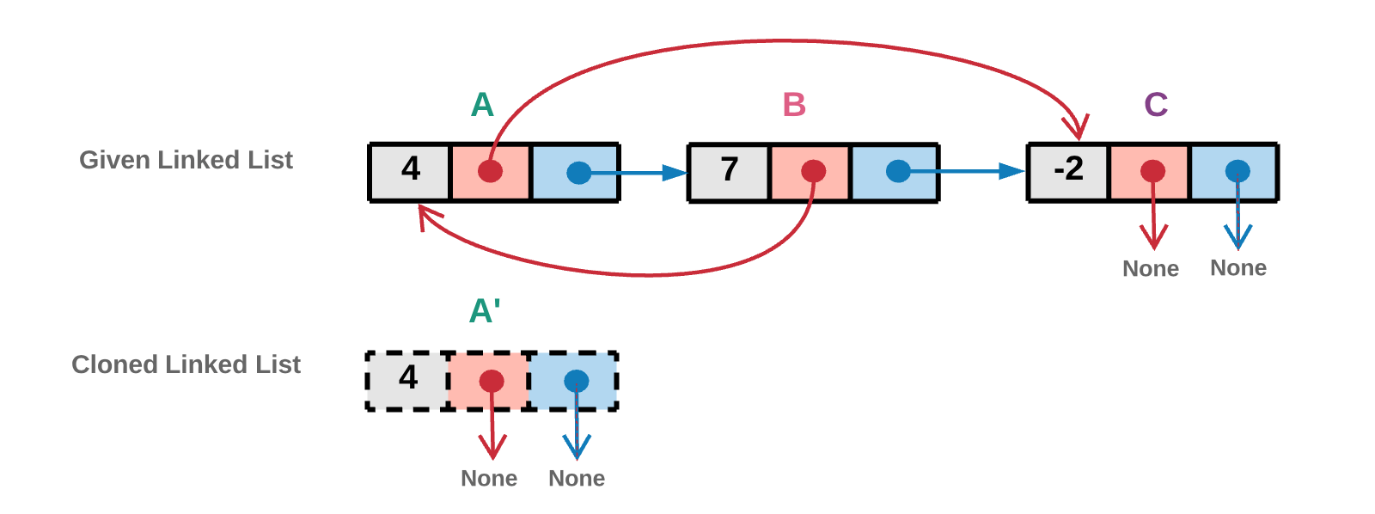 A
B
C
Given Linked List
4
7
-2
None
None
A'
Cloned Linked List
4
None
None